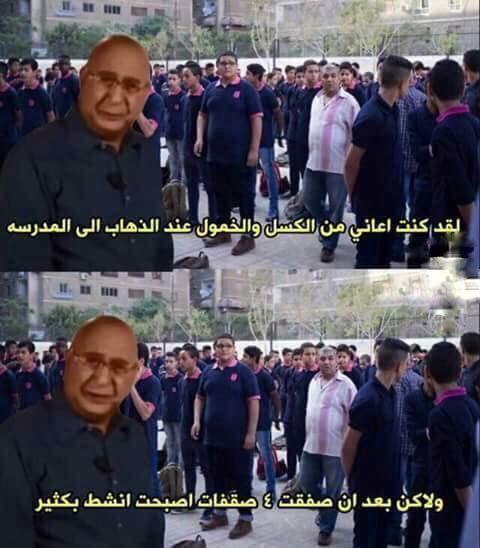 لقد كنت اعاني من الكسل والخمول عند الذهاب الى المدرسه
ولاكن بعد ان صفقت ٤ صقفات اصبحت انشط بكثير